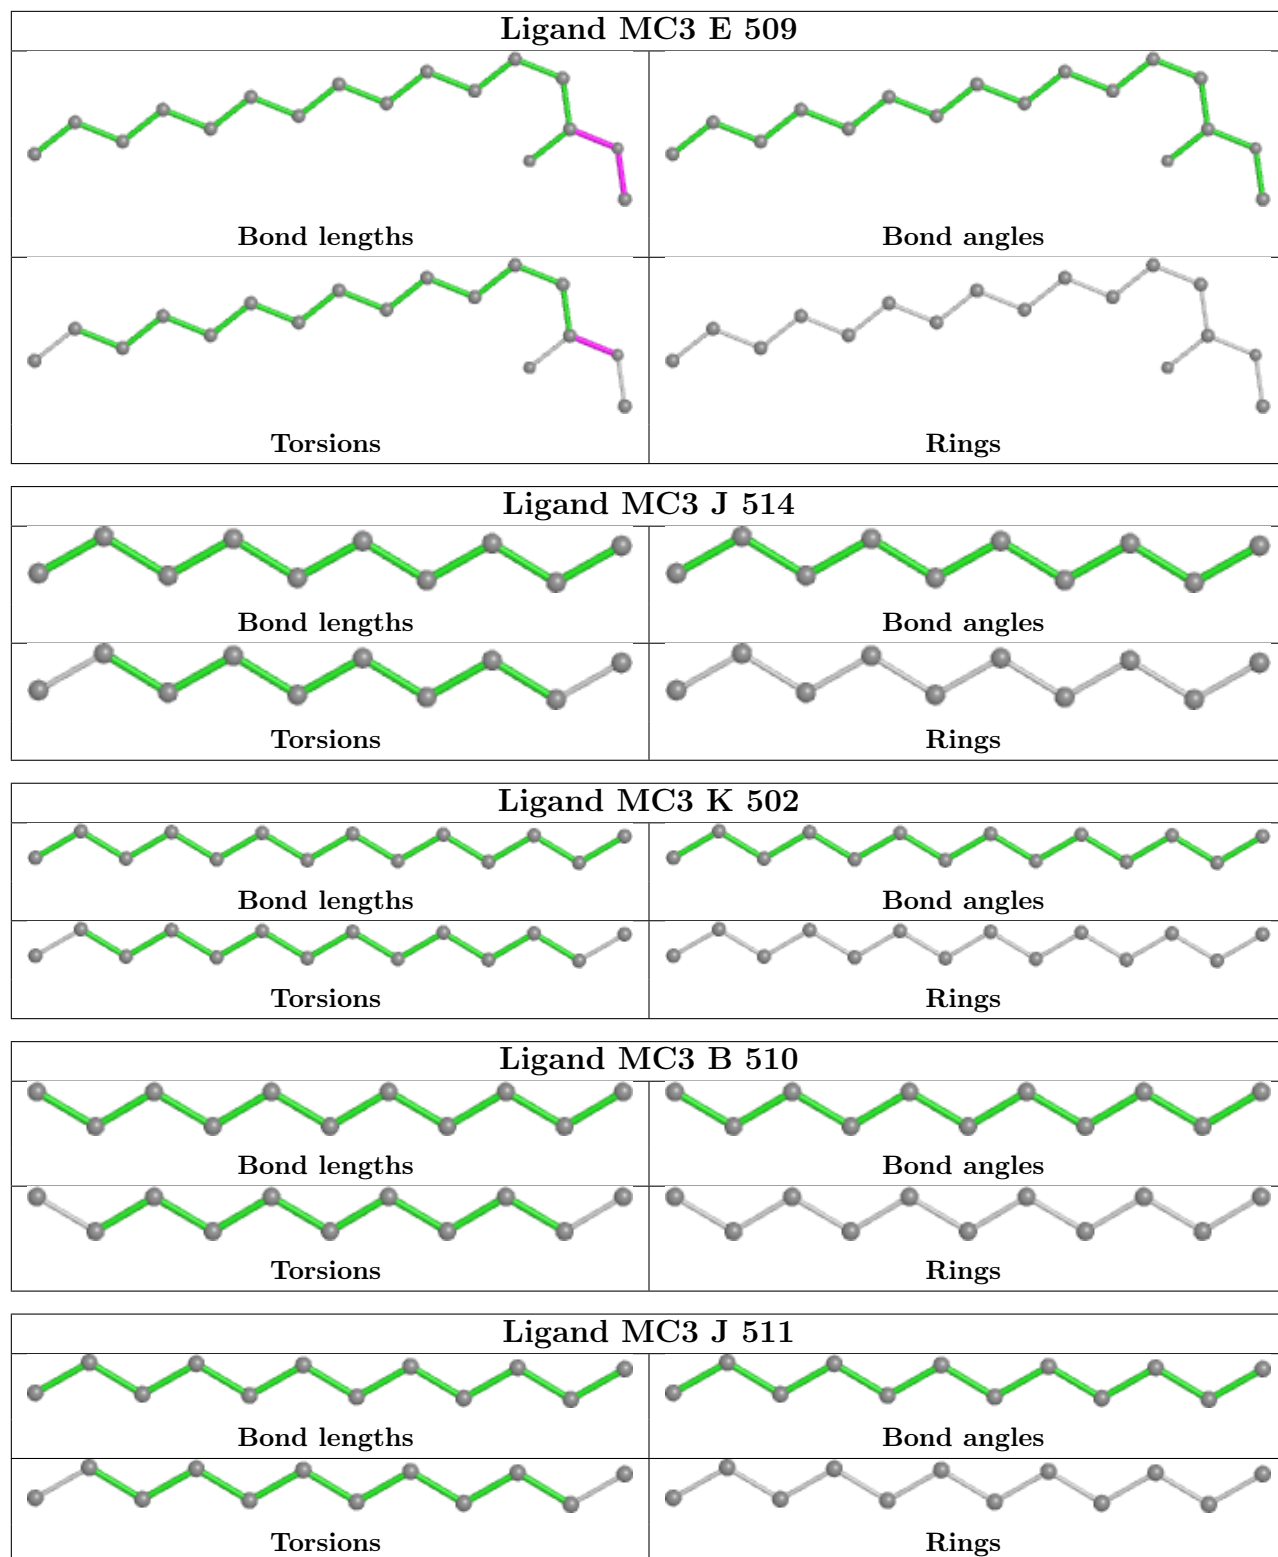 Ligand MC3 E 509
Bond lengths Bond angles
Torsions Rings
Ligand MC3 J 514
Bond lengths Bond angles
Torsions Rings
Ligand MC3 K 502
Bond lengths Bond angles
Torsions Rings
Ligand MC3 B 510
Bond lengths Bond angles
Torsions Rings
Ligand MC3 J 511
Bond lengths Bond angles
Torsions Rings